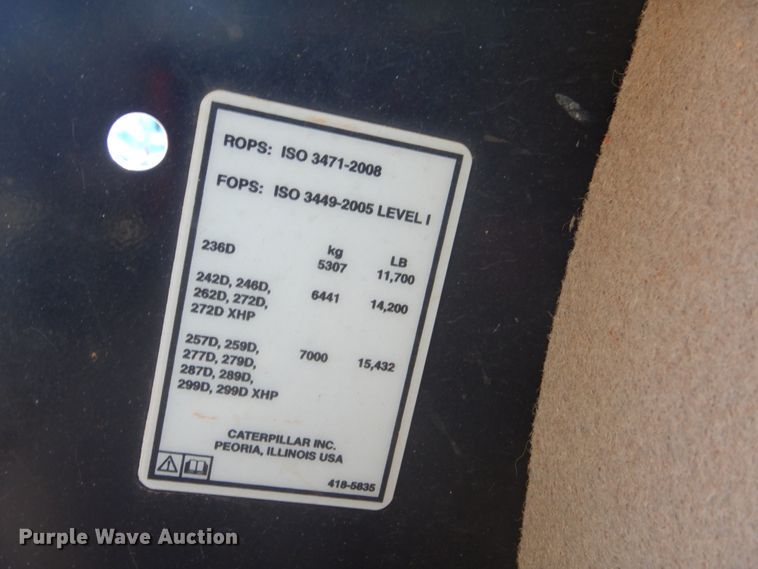 ROPS: ISO 3471-2008
FOPS: ISO 3449-2005 LEVEL I
kg LB
236D 5307 11,700
242D, 246D,
262D, 272D, 6441 14,200
272D XHP
257D, 259D,
277D, 279D, 7000 15,432
287D, 289D,
299D, 299D XHP
CATERPILLAR INC.
PEORIA, ILLINOIS USA
418-5835
Purple Wave Auction